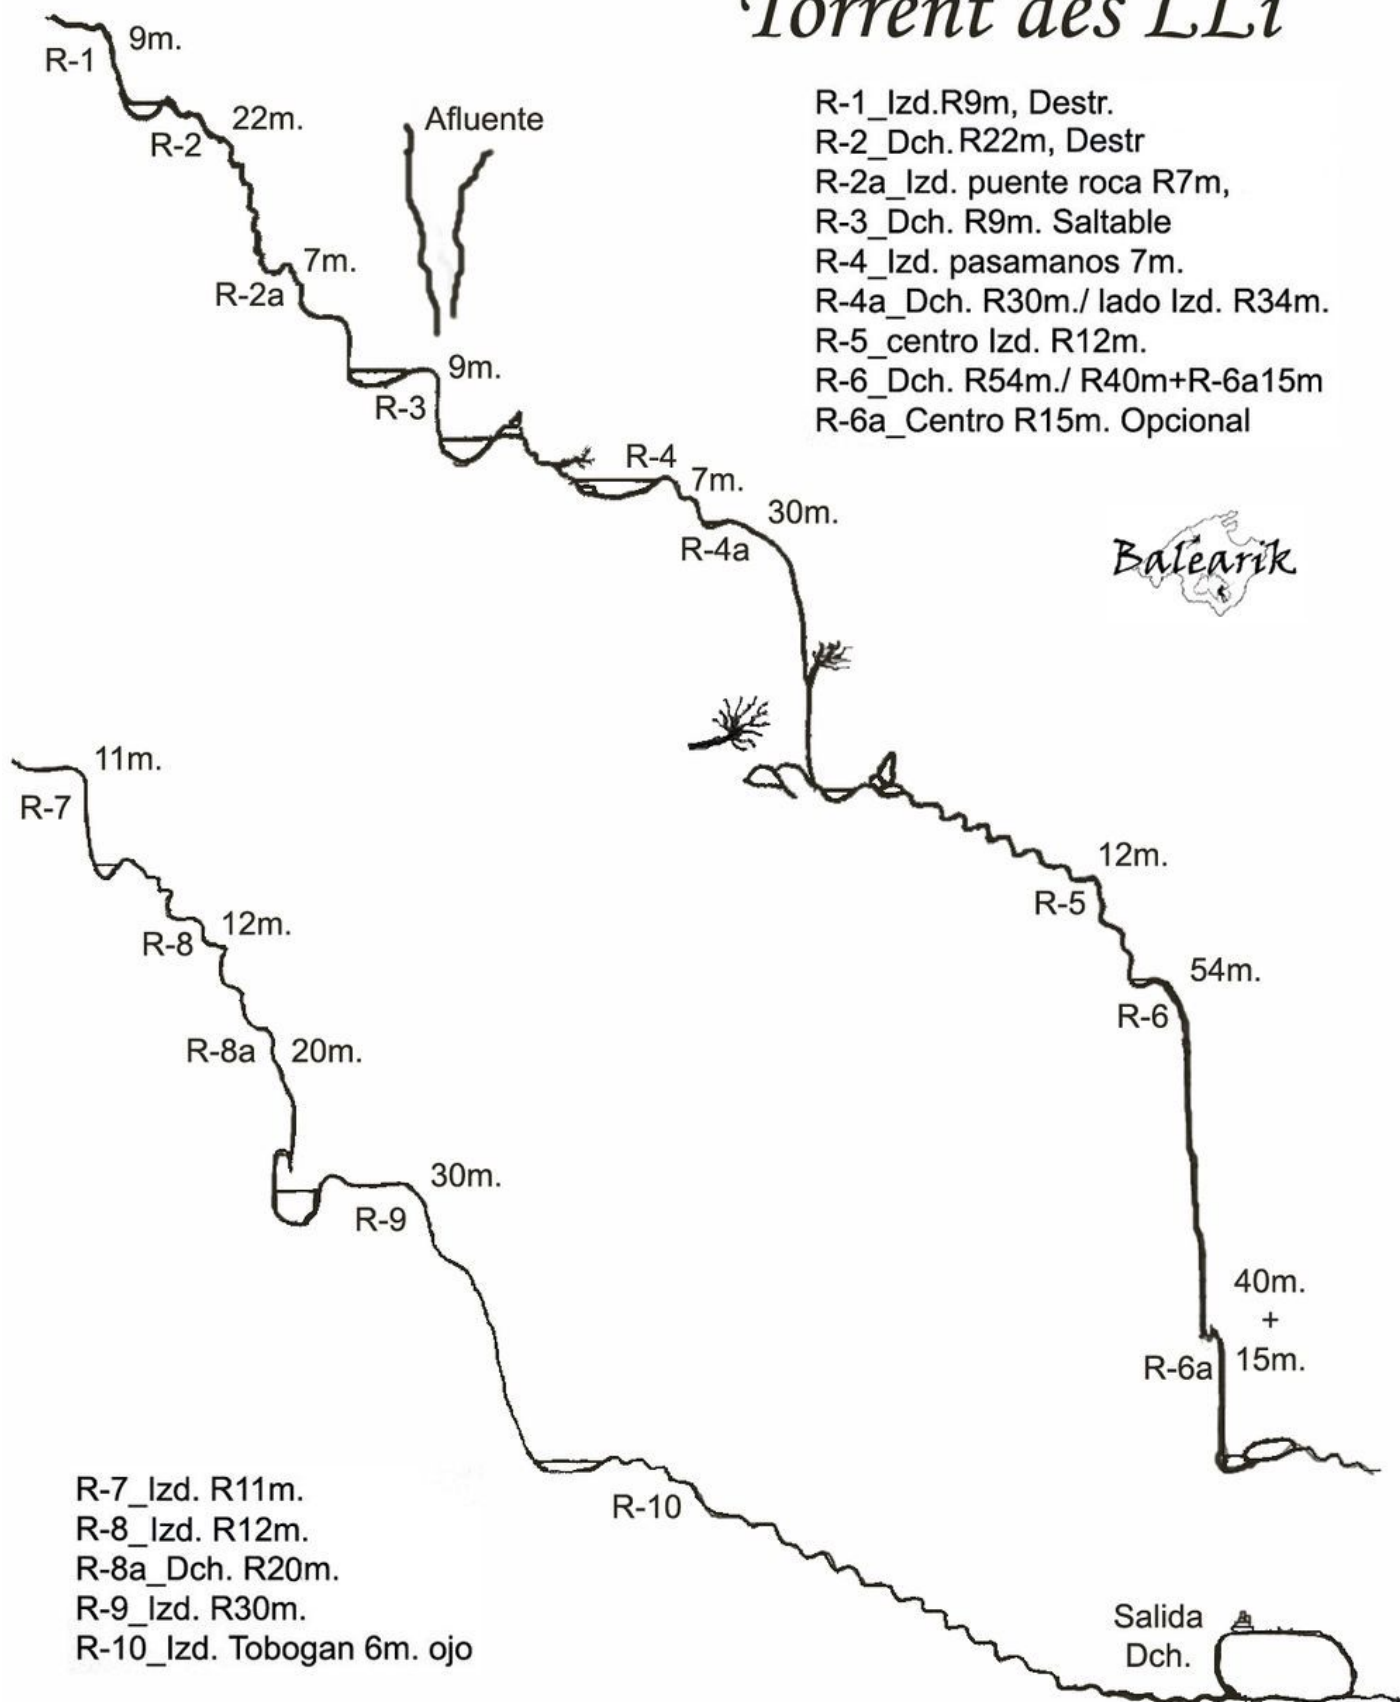 Torrent des LLi
R-1_Izd.R9m, Destr.
R-2_Dch. R22m, Destr
R-2a_Izd. puente roca R7m,
R-3_Dch. R9m. Saltable
R-4_Izd. pasamanos 7m.
R-4a_Dch. R30m./ lado Izd. R34m.
R-5_centro Izd. R12m.
R-6_Dch. R54m./ R40m+R-6a15m
R-6a_Centro R15m. Opcional
Balearik
9m.
R-1
22m.
R-2
Afluente
7m.
R-2a
9m.
R-3
R-4
7m.
30m.
R-4a
12m.
R-5
54m.
R-6
40m.
+
15m.
R-6a
11m.
R-7
12m.
R-8
R-8a
20m.
30m.
R-9
R-10
Salida
Dch.
R-7_Izd. R11m.
R-8_Izd. R12m.
R-8a_Dch. R20m.
R-9_Izd. R30m.
R-10_Izd. Tobogan 6m. ojo